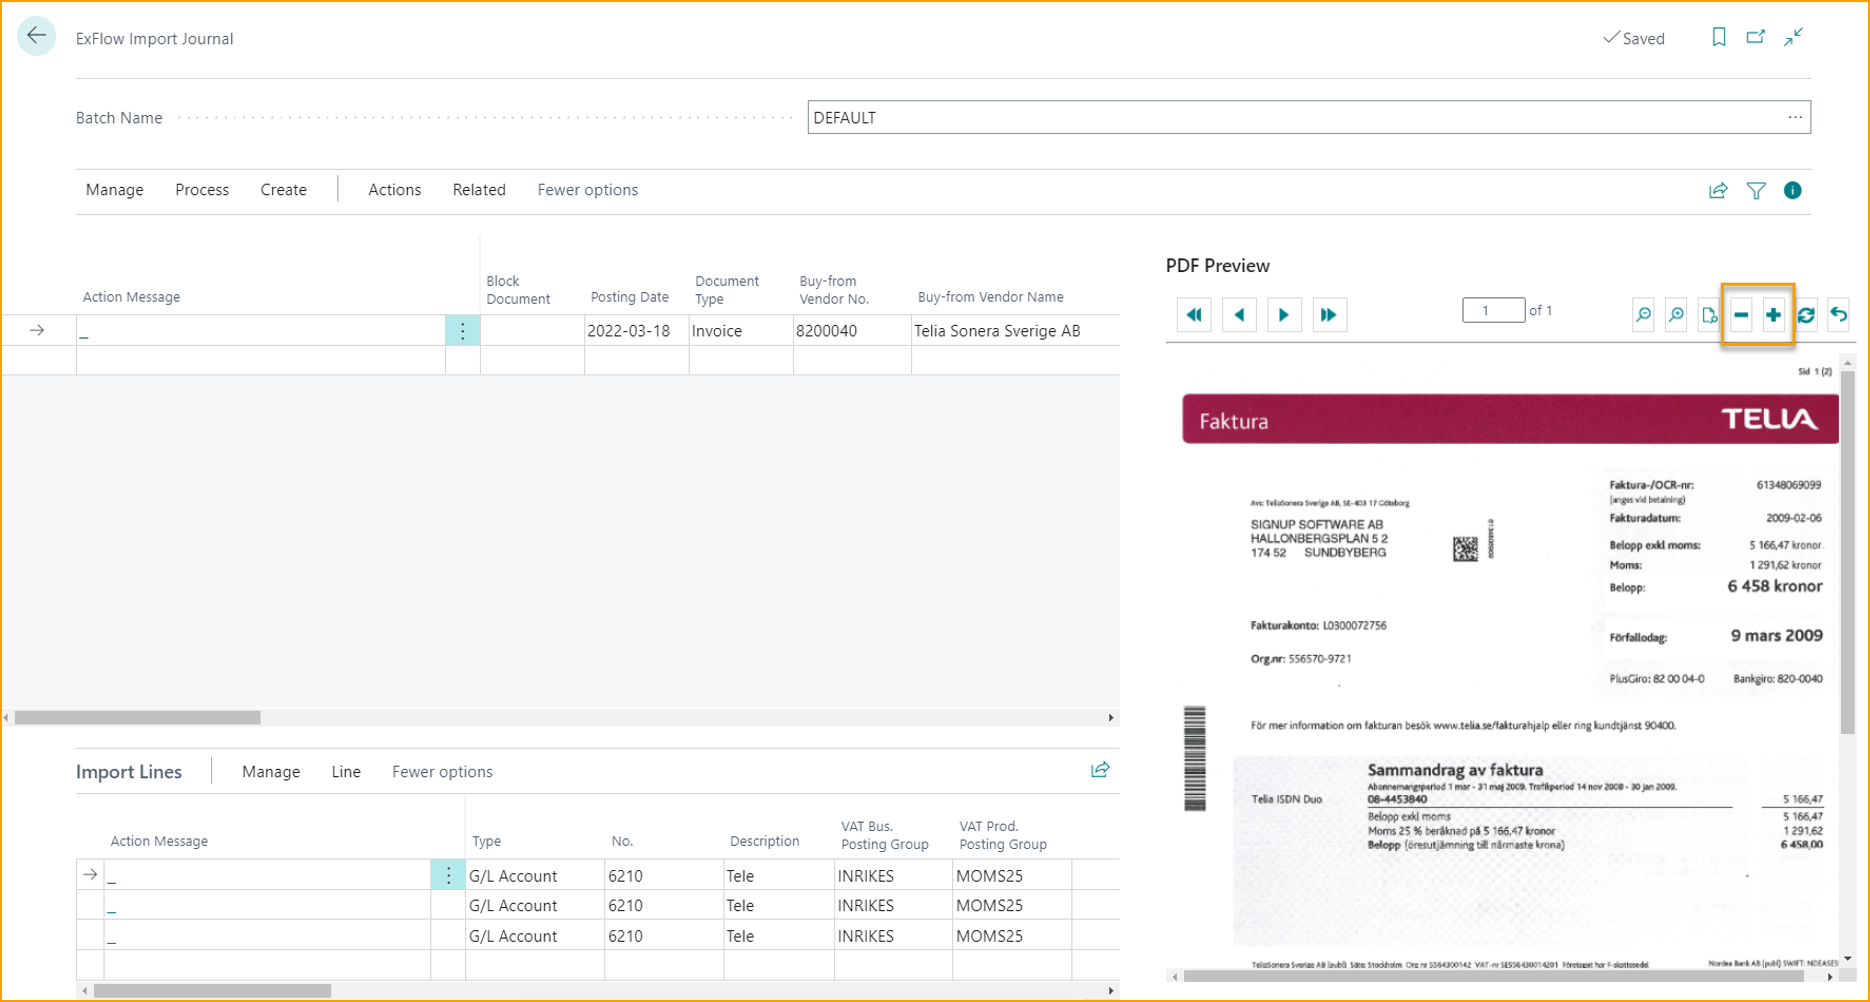 ExFlow Import Journal
Saved
Batch Name
DEFAULT
Manage Process Create Actions Related Fewer options
Action Message
Block Document
Posting Date
Document Type
Buy-from Vendor No.
Buy-from Vendor Name
_ 2022-03-18 Invoice 8200040 Telia Sonera Sverige AB
PDF Preview
1 of 1
Sid 1 (2)
Faktura TELIA
Avs: TeliaSonera Sverige AB, SE-403 17 Göteborg
SIGNUP SOFTWARE AB
HALLONBERGSPLAN 5 2
174 52 SUNDBYBERG
Faktura-/OCR-nr: 61348069099
(anges vid betalning)
Fakturadatum: 2009-02-06
Belopp exkl moms: 5 166,47 kronor
Moms: 1 291,62 kronor
Belopp: 6 458 kronor
Fakturakonto: L0300072756
Förfallodag: 9 mars 2009
Org.nr: 556570-9721
PlusGiro: 82 00 04-0 Bankgiro: 820-0040
För mer information om fakturan besök www.telia.se/fakturahjalp eller ring kundtjänst 90400.
Sammandrag av faktura
Abonnemangsperiod 1 mar - 31 maj 2009. Trafikperiod 14 nov 2008 - 30 jan 2009.
Telia ISDN Duo 08-4453840 5 166,47
Belopp exkl moms 5 166,47
Moms 25 % beräknad på 5 166,47 kronor 1 291,62
Belopp (öresutjämning till närmaste krona) 6 458,00
TeliaSonera Sverige AB (publ) Säte: Stockholm Org nr 5564300142 VAT-nr SE556430014201 Företaget har F-skattesedel
Nordea Bank AB (publ) SWIFT: NDEASES
Import Lines Manage Line Fewer options
Action Message
Type
No.
Description
VAT Bus. Posting Group
VAT Prod. Posting Group
_ G/L Account 6210 Tele INRIKES MOMS25
_ G/L Account 6210 Tele INRIKES MOMS25
_ G/L Account 6210 Tele INRIKES MOMS25